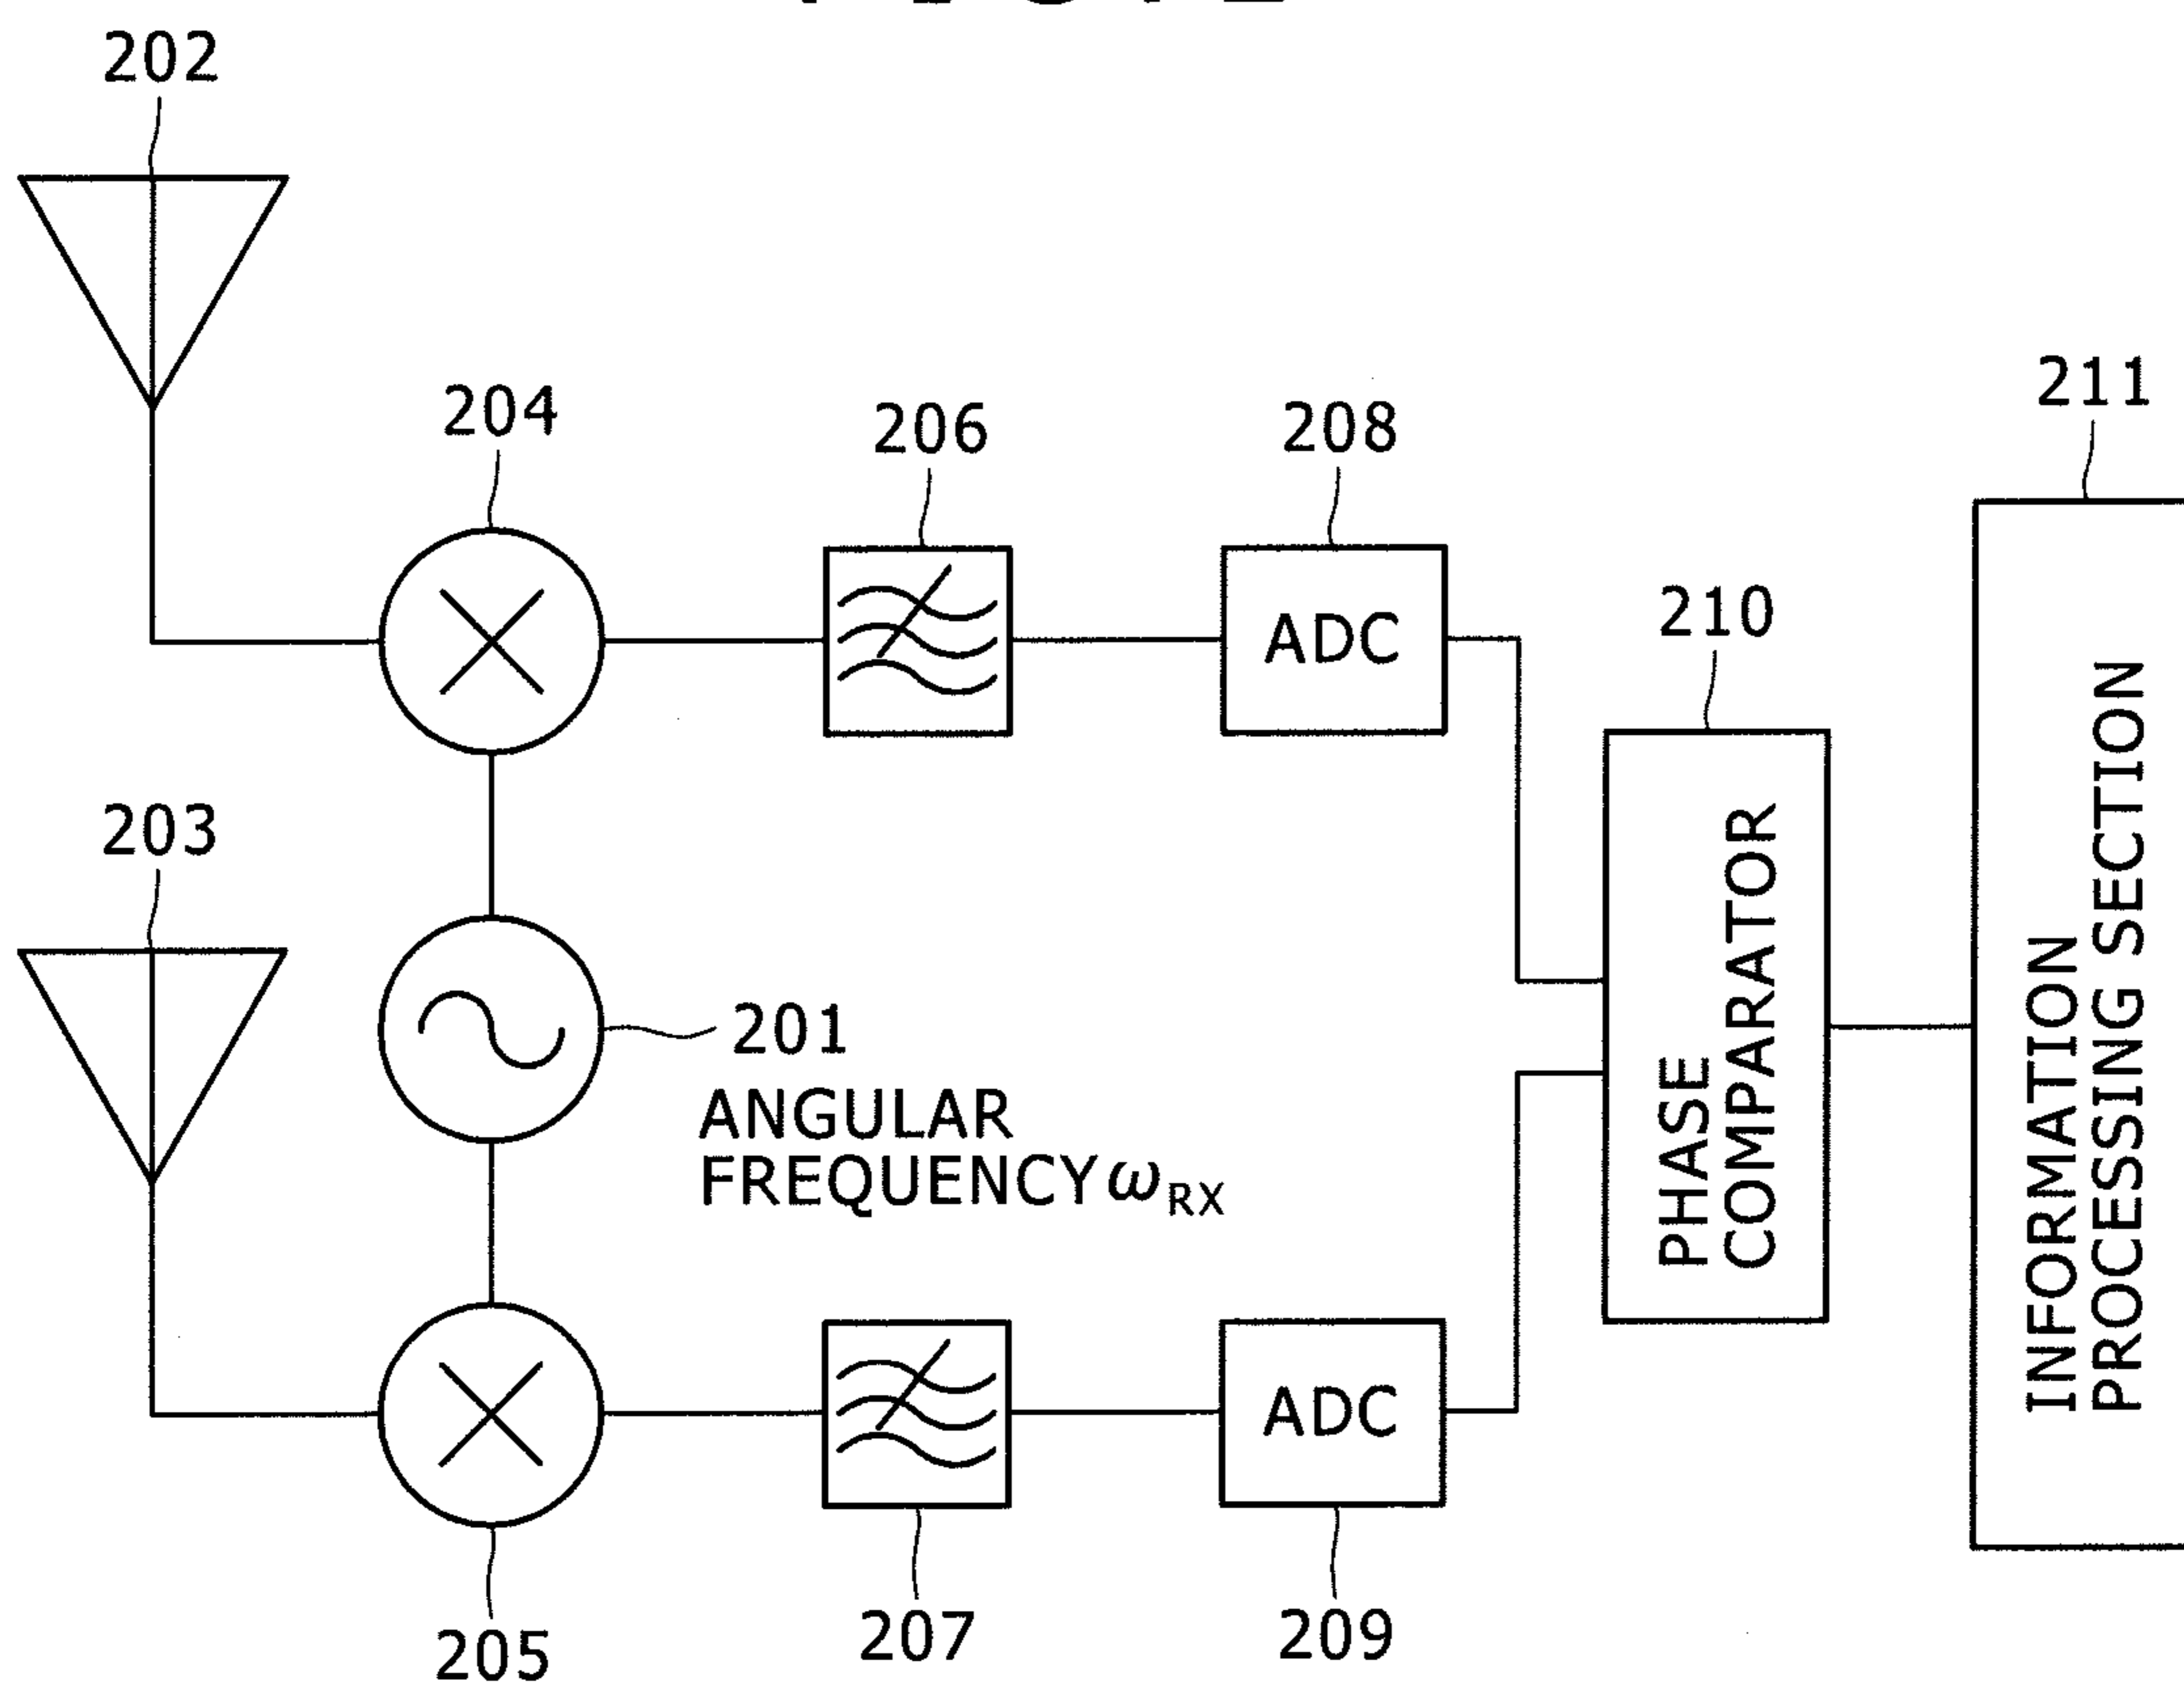 202
204
206
208
211
210
ADC
203
201
ANGULAR
FREQUENCY ωRX
PHASE
COMPARATOR
INFORMATION
PROCESSING SECTION
ADC
205
207
209